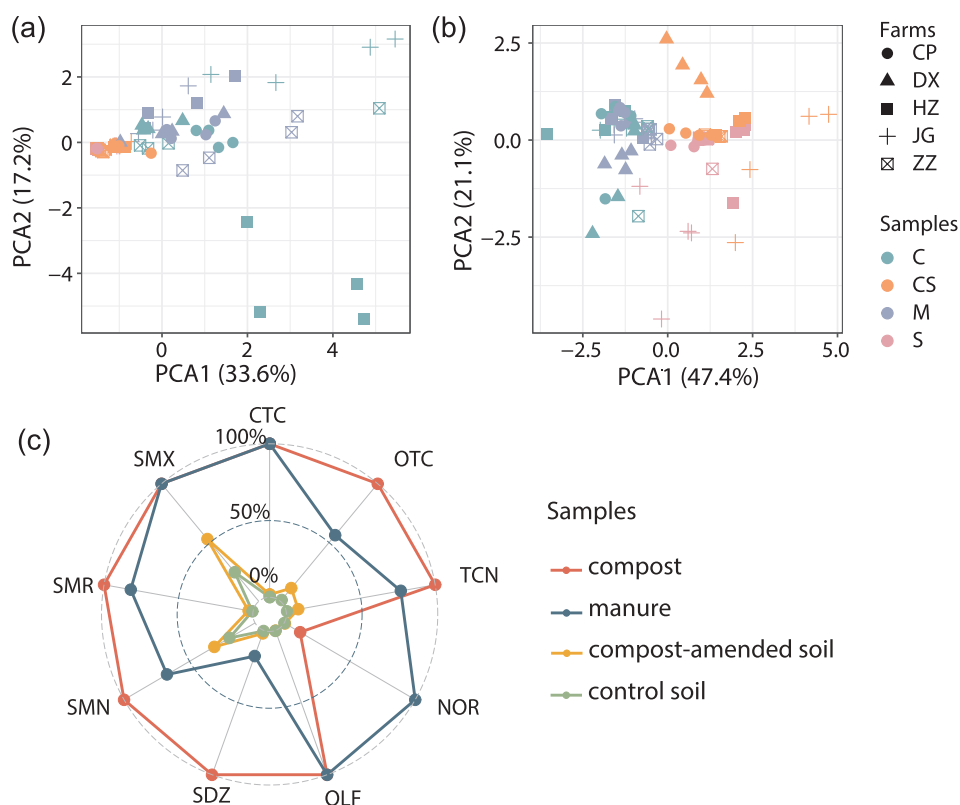 (a)
2
0
−2
−4
PCA2 (17.2%)
0
2
4
PCA1 (33.6%)
(b)
2.5
0.0
−2.5
PCA2 (21.1%)
−2.5
0.0
2.5
5.0
PCA1 (47.4%)
Farms
CP
DX
HZ
JG
ZZ
Samples
C
CS
M
S
(c)
CTC
100%
SMX
OTC
50%
0%
SMR
TCN
SMN
NOR
SDZ
OLF
Samples
compost
manure
compost-amended soil
control soil